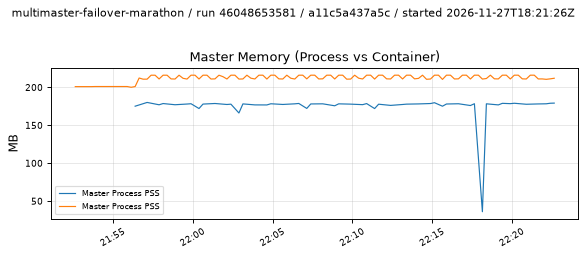 multimaster-failover-marathon / run 46048653581 / a11c5a437a5c / started 2026-11-27T18:21:26Z
Master Memory (Process vs Container)
MB
200
150
100
50
Master Process PSS
Master Process PSS
21:55
22:00
22:05
22:10
22:15
22:20